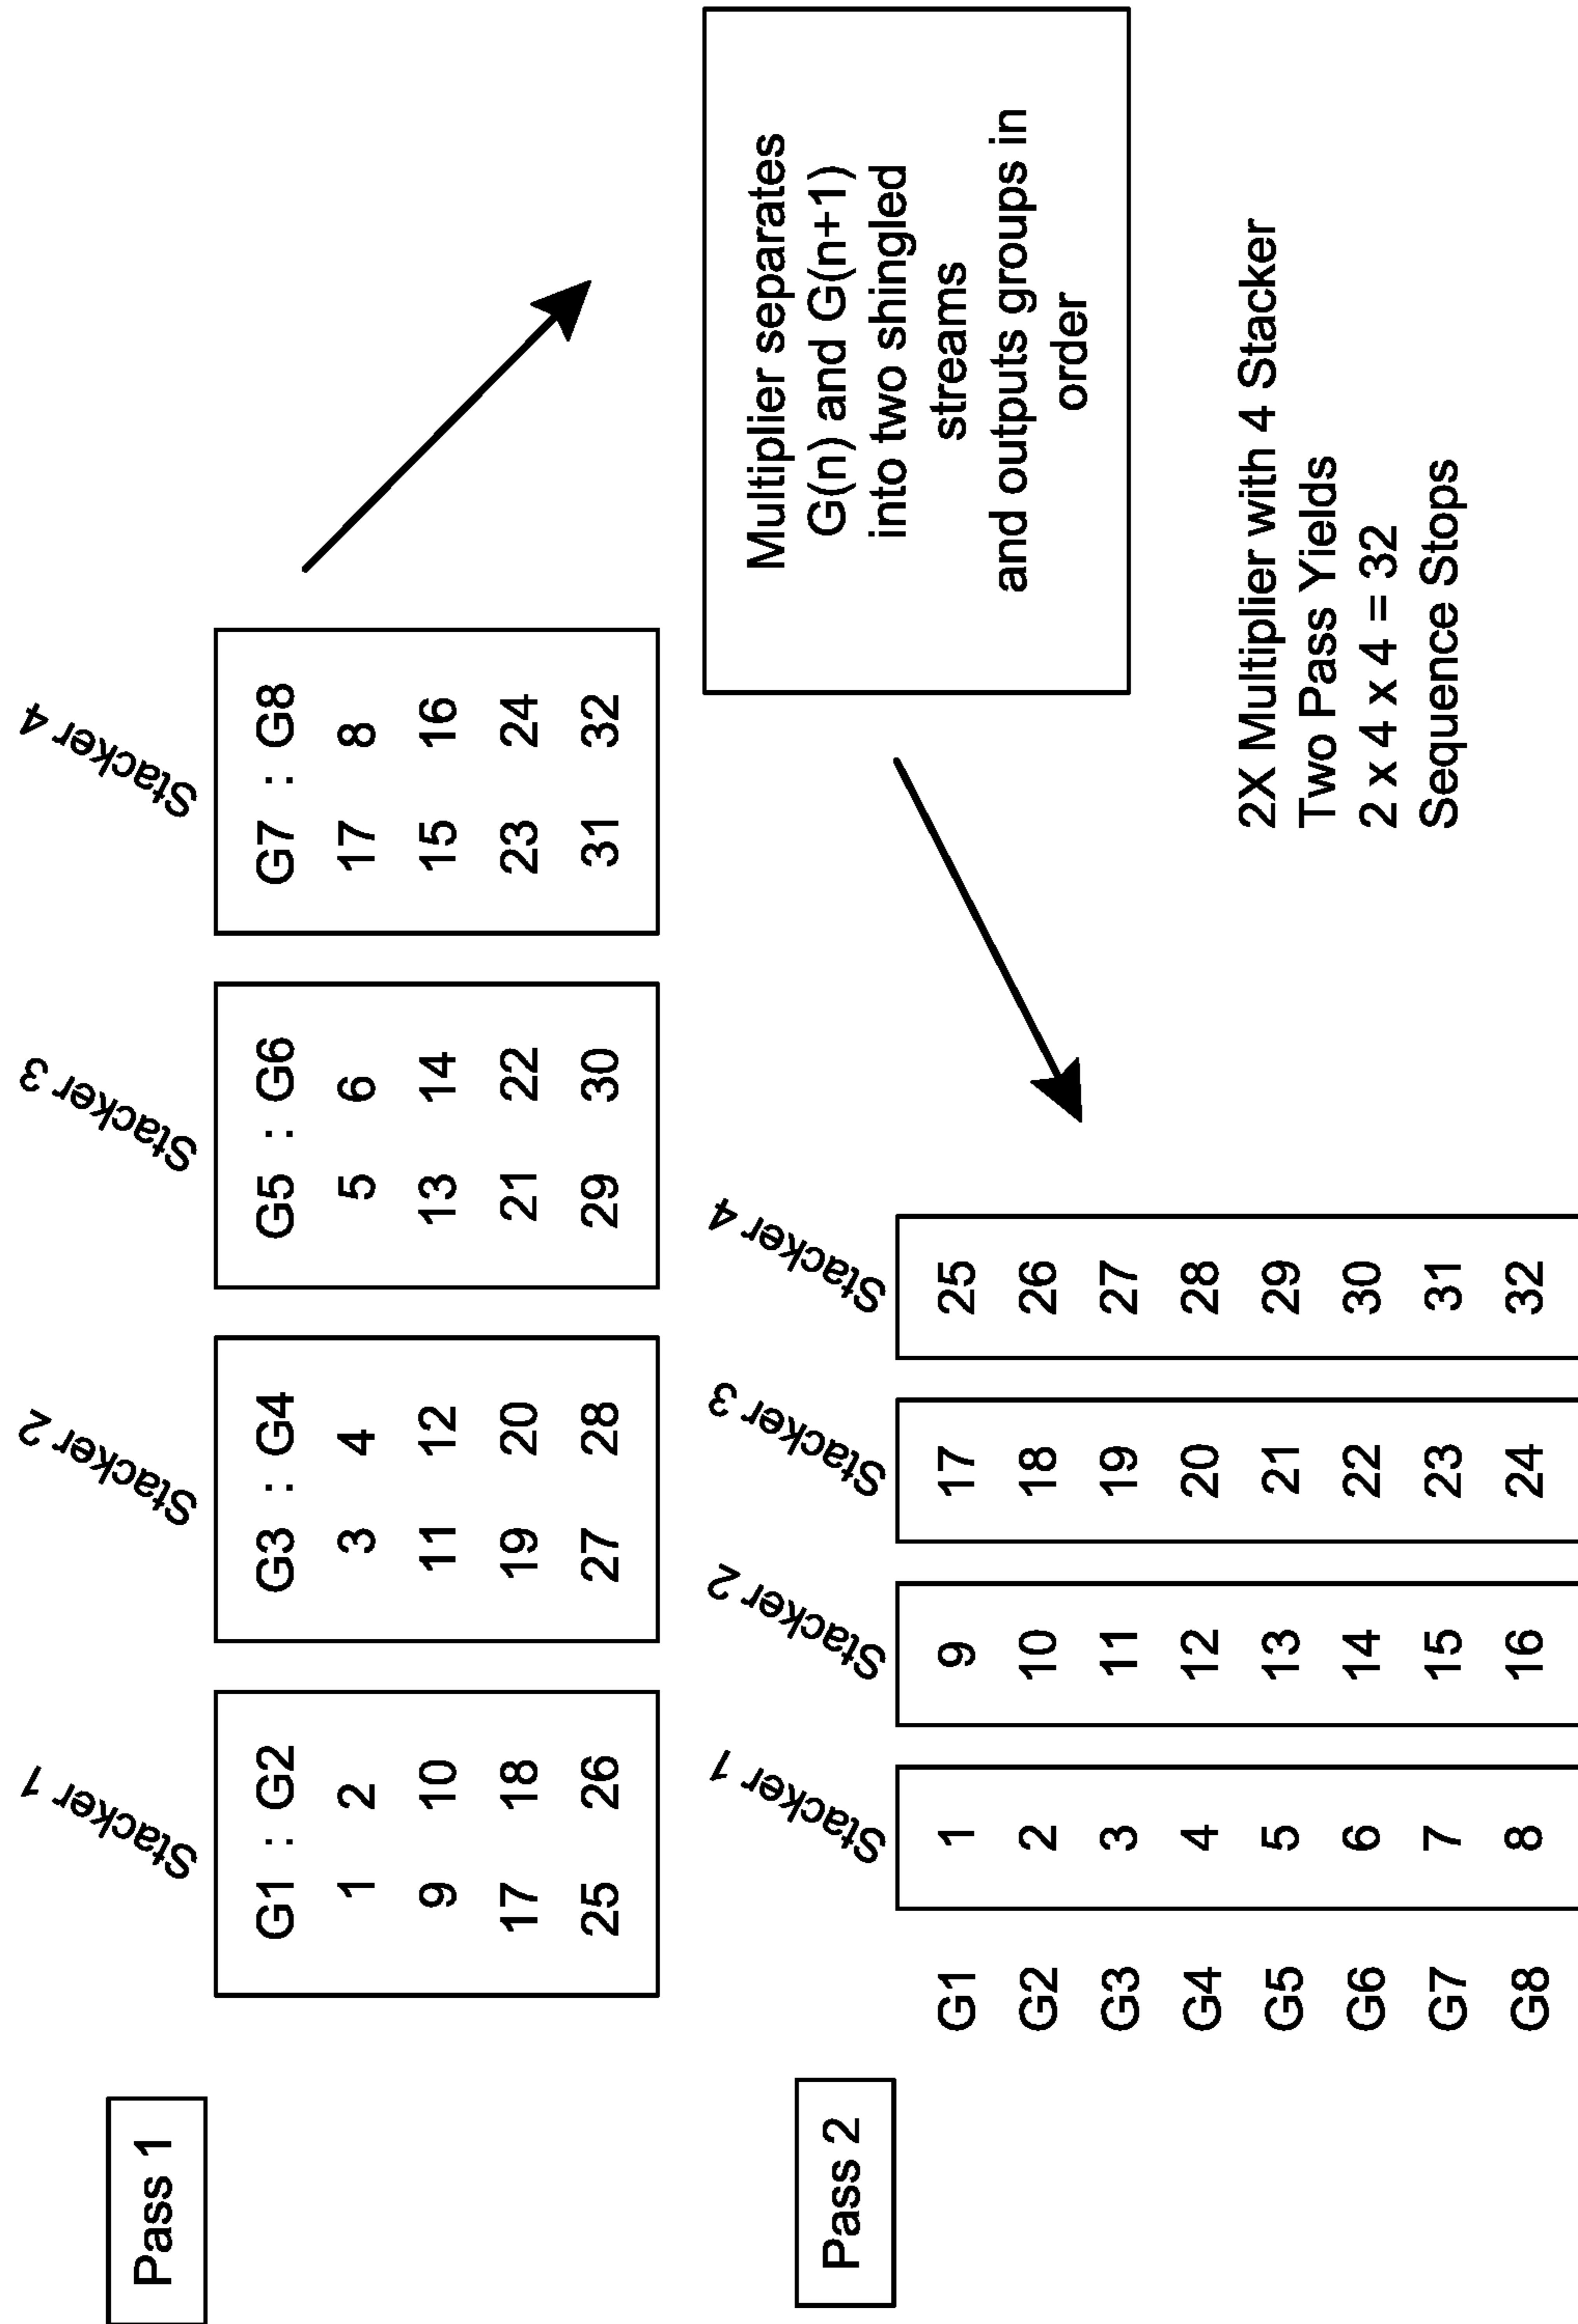 Pass 1
Stacker 1
G1 : G2
1 2
9 10
17 18
25 26
Stacker 2
G3 : G4
3 4
11 12
19 20
27 28
Stacker 3
G5 : G6
5 6
13 14
21 22
29 30
Stacker 4
G7 : G8
17 8
15 16
23 24
31 32
Multiplier separates
G(n) and G(n+1)
into two shingled
streams
and outputs groups in
order
Pass 2
Stacker 1 Stacker 2 Stacker 3 Stacker 4
G1 1 9 17 25
G2 2 10 18 26
G3 3 11 19 27
G4 4 12 20 28
G5 5 13 21 29
G6 6 14 22 30
G7 7 15 23 31
G8 8 16 24 32
2X Multiplier with 4 Stacker
Two Pass Yields
2 x 4 x 4 = 32
Sequence Stops